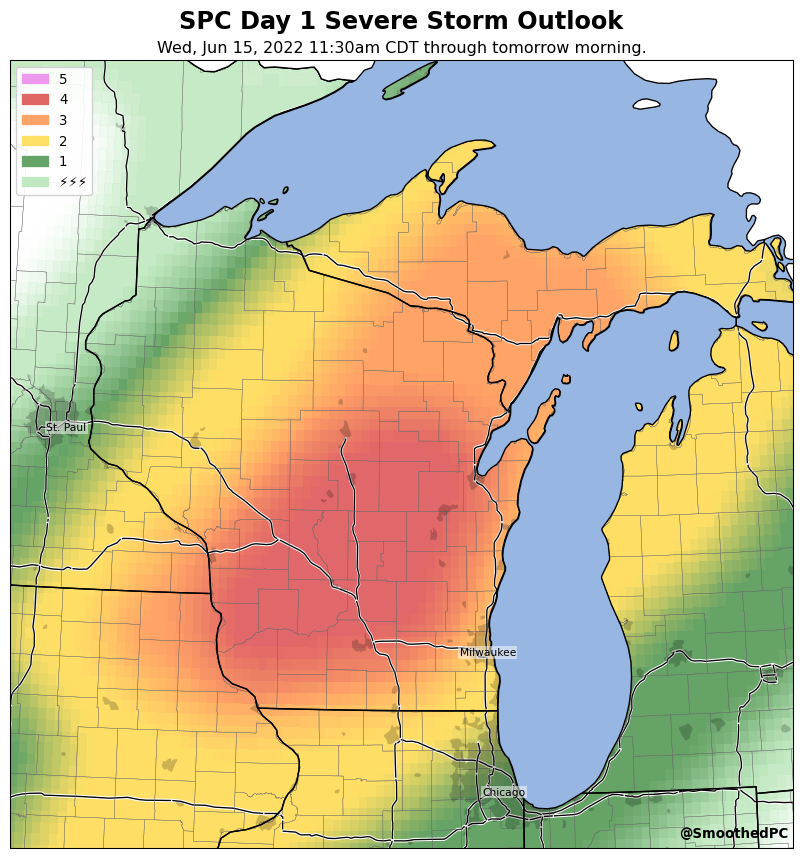 SPC Day 1 Severe Storm Outlook
Wed, Jun 15, 2022 11:30am CDT through tomorrow morning.
5
4
3
2
1
⚡⚡⚡
St. Paul
Milwaukee
Chicago
@SmoothedPC